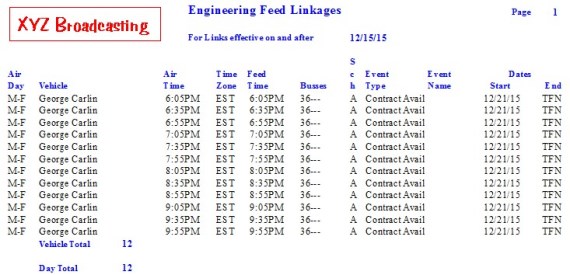 XYZ Broadcasting
Engineering Feed Linkages
Page 1
For Links effective on and after 12/15/15
S
Air Air Time Feed c Event Event Dates
Day Vehicle Time Zone Time Busses h Type Name Start End
M-F George Carlin 6:05PM EST 6:05PM 36--- A Contract Avail 12/21/15 TFN
M-F George Carlin 6:35PM EST 6:35PM 36--- A Contract Avail 12/21/15 TFN
M-F George Carlin 6:55PM EST 6:55PM 36--- A Contract Avail 12/21/15 TFN
M-F George Carlin 7:05PM EST 7:05PM 36--- A Contract Avail 12/21/15 TFN
M-F George Carlin 7:35PM EST 7:35PM 36--- A Contract Avail 12/21/15 TFN
M-F George Carlin 7:55PM EST 7:55PM 36--- A Contract Avail 12/21/15 TFN
M-F George Carlin 8:05PM EST 8:05PM 36--- A Contract Avail 12/21/15 TFN
M-F George Carlin 8:35PM EST 8:35PM 36--- A Contract Avail 12/21/15 TFN
M-F George Carlin 8:55PM EST 8:55PM 36--- A Contract Avail 12/21/15 TFN
M-F George Carlin 9:05PM EST 9:05PM 36--- A Contract Avail 12/21/15 TFN
M-F George Carlin 9:35PM EST 9:35PM 36--- A Contract Avail 12/21/15 TFN
M-F George Carlin 9:55PM EST 9:55PM 36--- A Contract Avail 12/21/15 TFN
Vehicle Total 12
Day Total 12